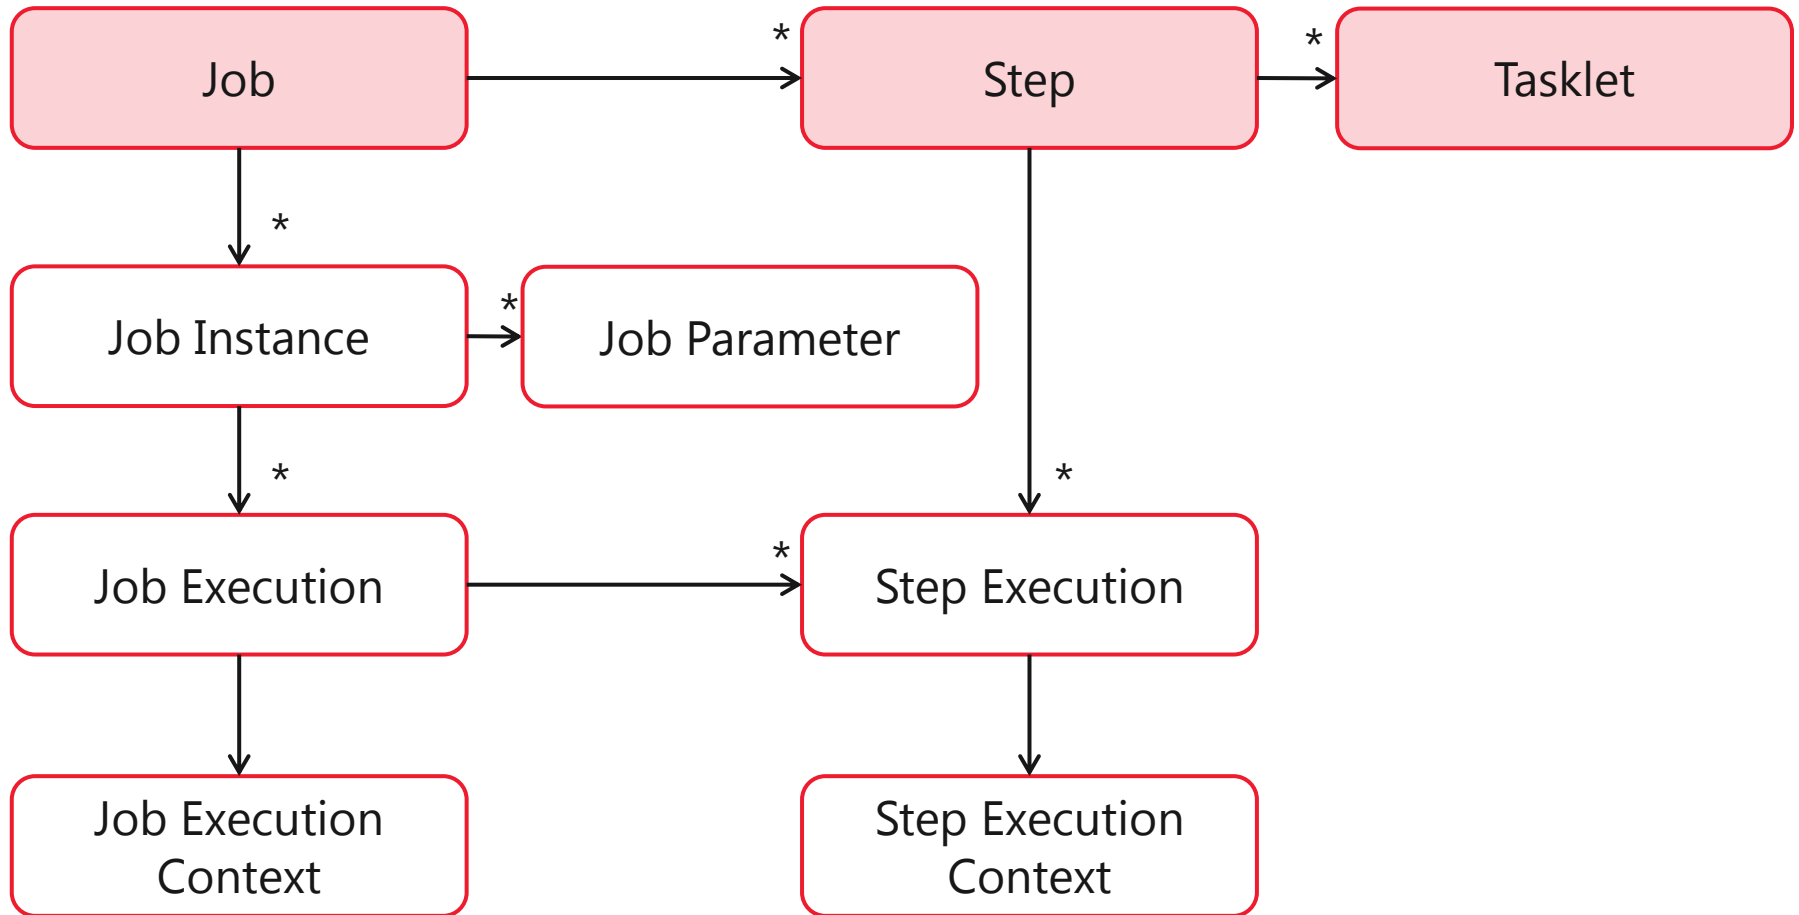 Job
*
Step
*
Tasklet
*
Job Instance
*
Job Parameter
*
*
Job Execution
*
Step Execution
Job Execution
Context
Step Execution
Context